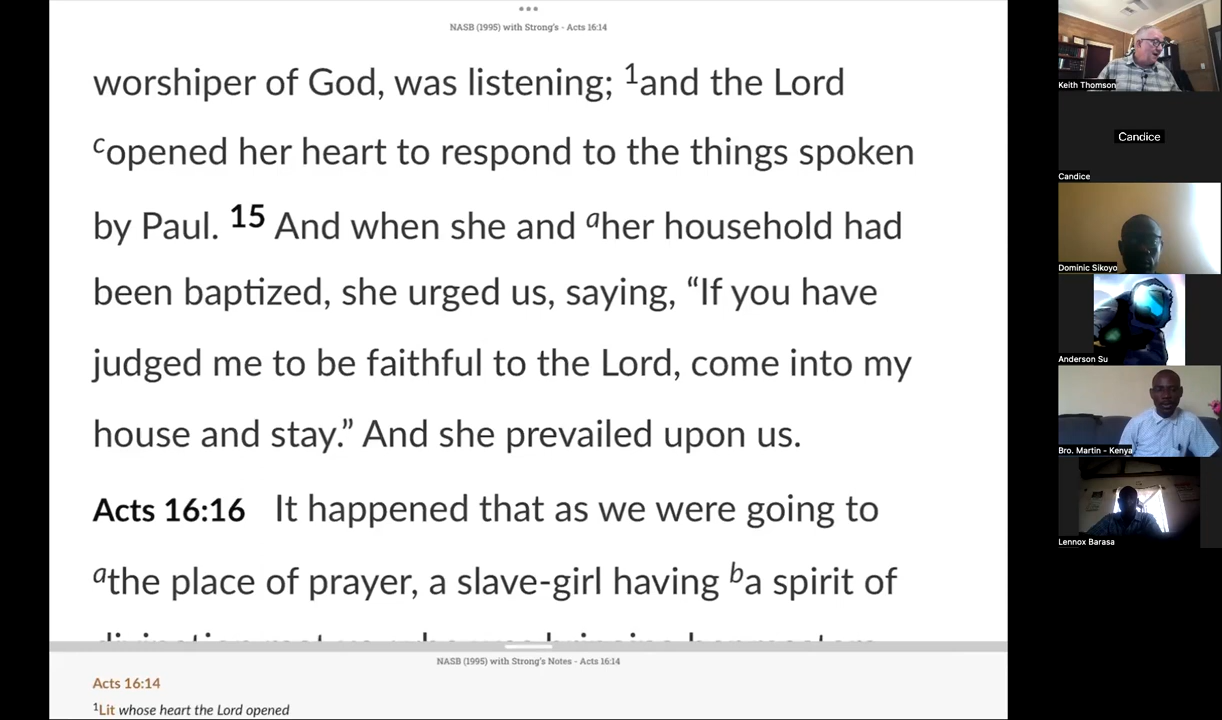 NASB (1995) with Strong's - Acts 16:14
worshiper of God, was listening; 1and the Lord
copened her heart to respond to the things spoken
by Paul. 15 And when she and aher household had
been baptized, she urged us, saying, “If you have
judged me to be faithful to the Lord, come into my
house and stay.” And she prevailed upon us.
Acts 16:16 It happened that as we were going to
athe place of prayer, a slave-girl having ba spirit of
NASB (1995) with Strong's Notes - Acts 16:14
Acts 16:14
1Lit whose heart the Lord opened
Keith Thomson
Candice
Candice
Dominic Sikoyo
Anderson Su
Bro. Martin - Kenya
Lennox Barasa